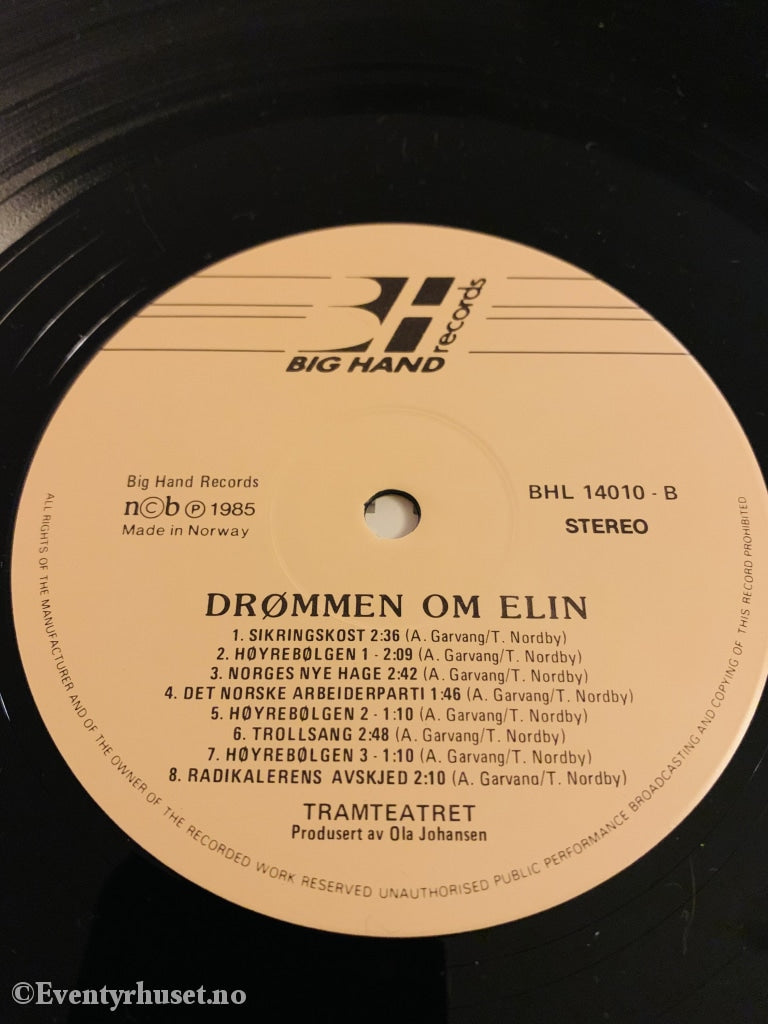 BH records
BIG HAND
Big Hand Records
n©b ℗ 1985
Made in Norway
BHL 14010 - B
STEREO
DRØMMEN OM ELIN
1. SIKRINGSKOST 2:36 (A. Garvang/T. Nordby)
2. HØYREBØLGEN 1 - 2:09 (A. Garvang/T. Nordby)
3. NORGES NYE HAGE 2:42 (A. Garvang/T. Nordby)
4. DET NORSKE ARBEIDERPARTI 1:46 (A. Garvang/T. Nordby)
5. HØYREBØLGEN 2 - 1:10 (A. Garvang/T. Nordby)
6. TROLLSANG 2:48 (A. Garvang/T. Nordby)
7. HØYREBØLGEN 3 - 1:10 (A. Garvang/T. Nordby)
8. RADIKALERENS AVSKJED 2:10 (A. Garvang/T. Nordby)
TRAMTEATRET
Produsert av Ola Johansen
ALL RIGHTS OF THE MANUFACTURER AND OF THE OWNER OF THE RECORDED WORK RESERVED UNAUTHORISED PUBLIC PERFORMANCE BROADCASTING AND COPYING OF THIS RECORD PROHIBITED
©Eventyrhuset.no